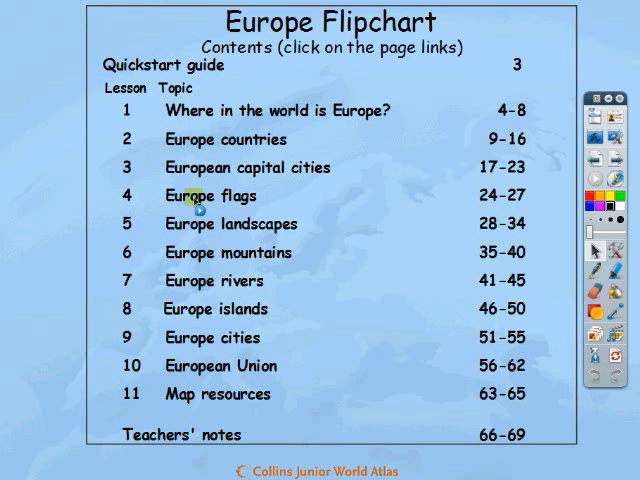 Europe Flipchart
Contents (click on the page links)
Quickstart guide 3
Lesson Topic
1 Where in the world is Europe? 4-8
2 Europe countries 9-16
3 European capital cities 17-23
4 Europe flags 24-27
5 Europe landscapes 28-34
6 Europe mountains 35-40
7 Europe rivers 41-45
8 Europe islands 46-50
9 Europe cities 51-55
10 European Union 56-62
11 Map resources 63-65
Teachers' notes 66-69
Collins Junior World Atlas